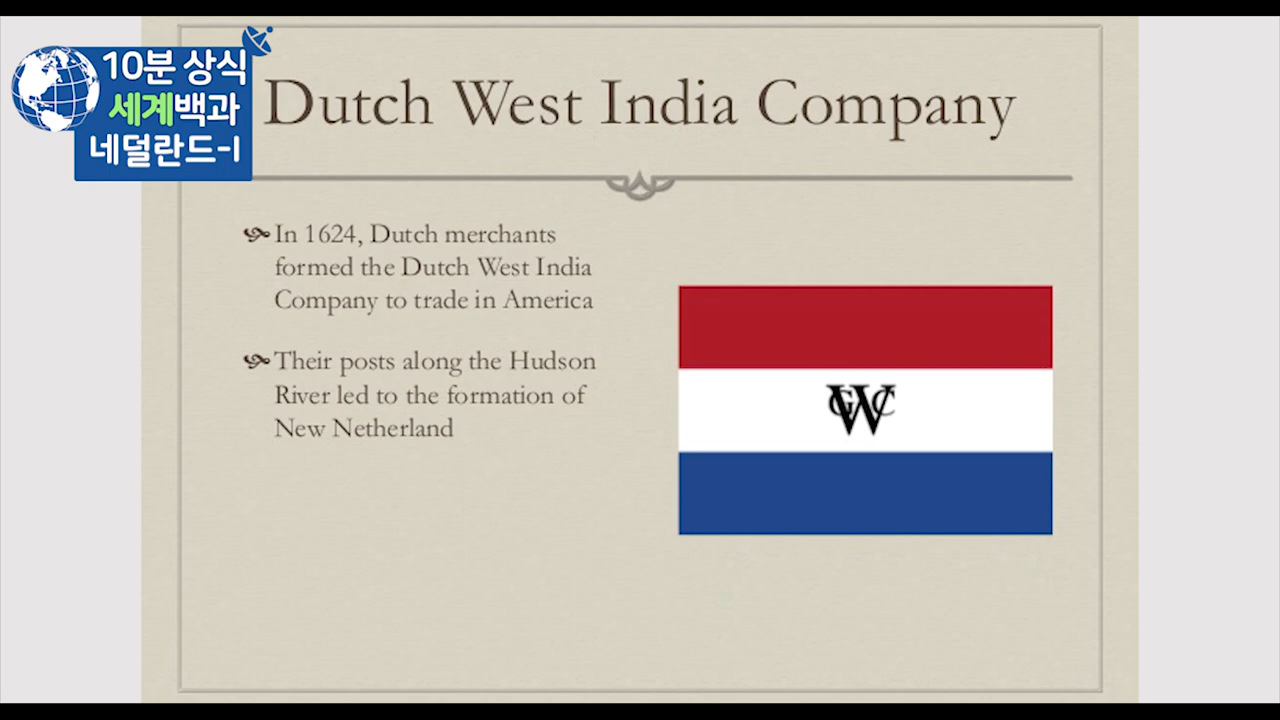 10분 상식
세계백과
네덜란드-I
Dutch West India Company
In 1624, Dutch merchants
formed the Dutch West India
Company to trade in America
Their posts along the Hudson
River led to the formation of
New Netherland
GWC